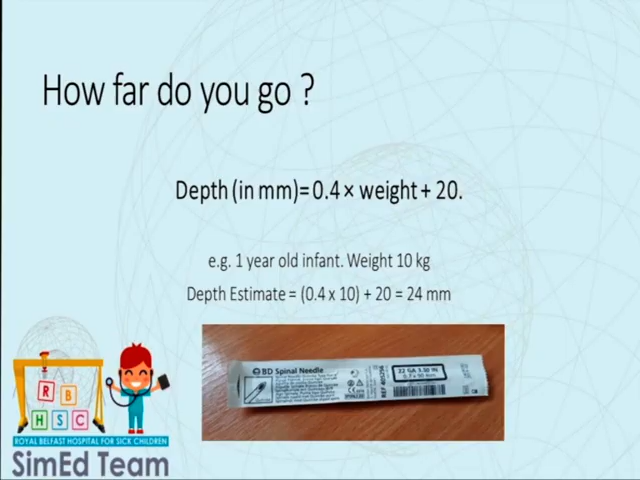 How far do you go ?
Depth (in mm)= 0.4 × weight + 20.
e.g. 1 year old infant. Weight 10 kg
Depth Estimate = (0.4 x 10) + 20 = 24 mm
BD Spinal Needle
22 GA 3.50 IN
0.7 x 90 mm
REF 405256
R B
H S C
ROYAL BELFAST HOSPITAL FOR SICK CHILDREN
SimEd Team